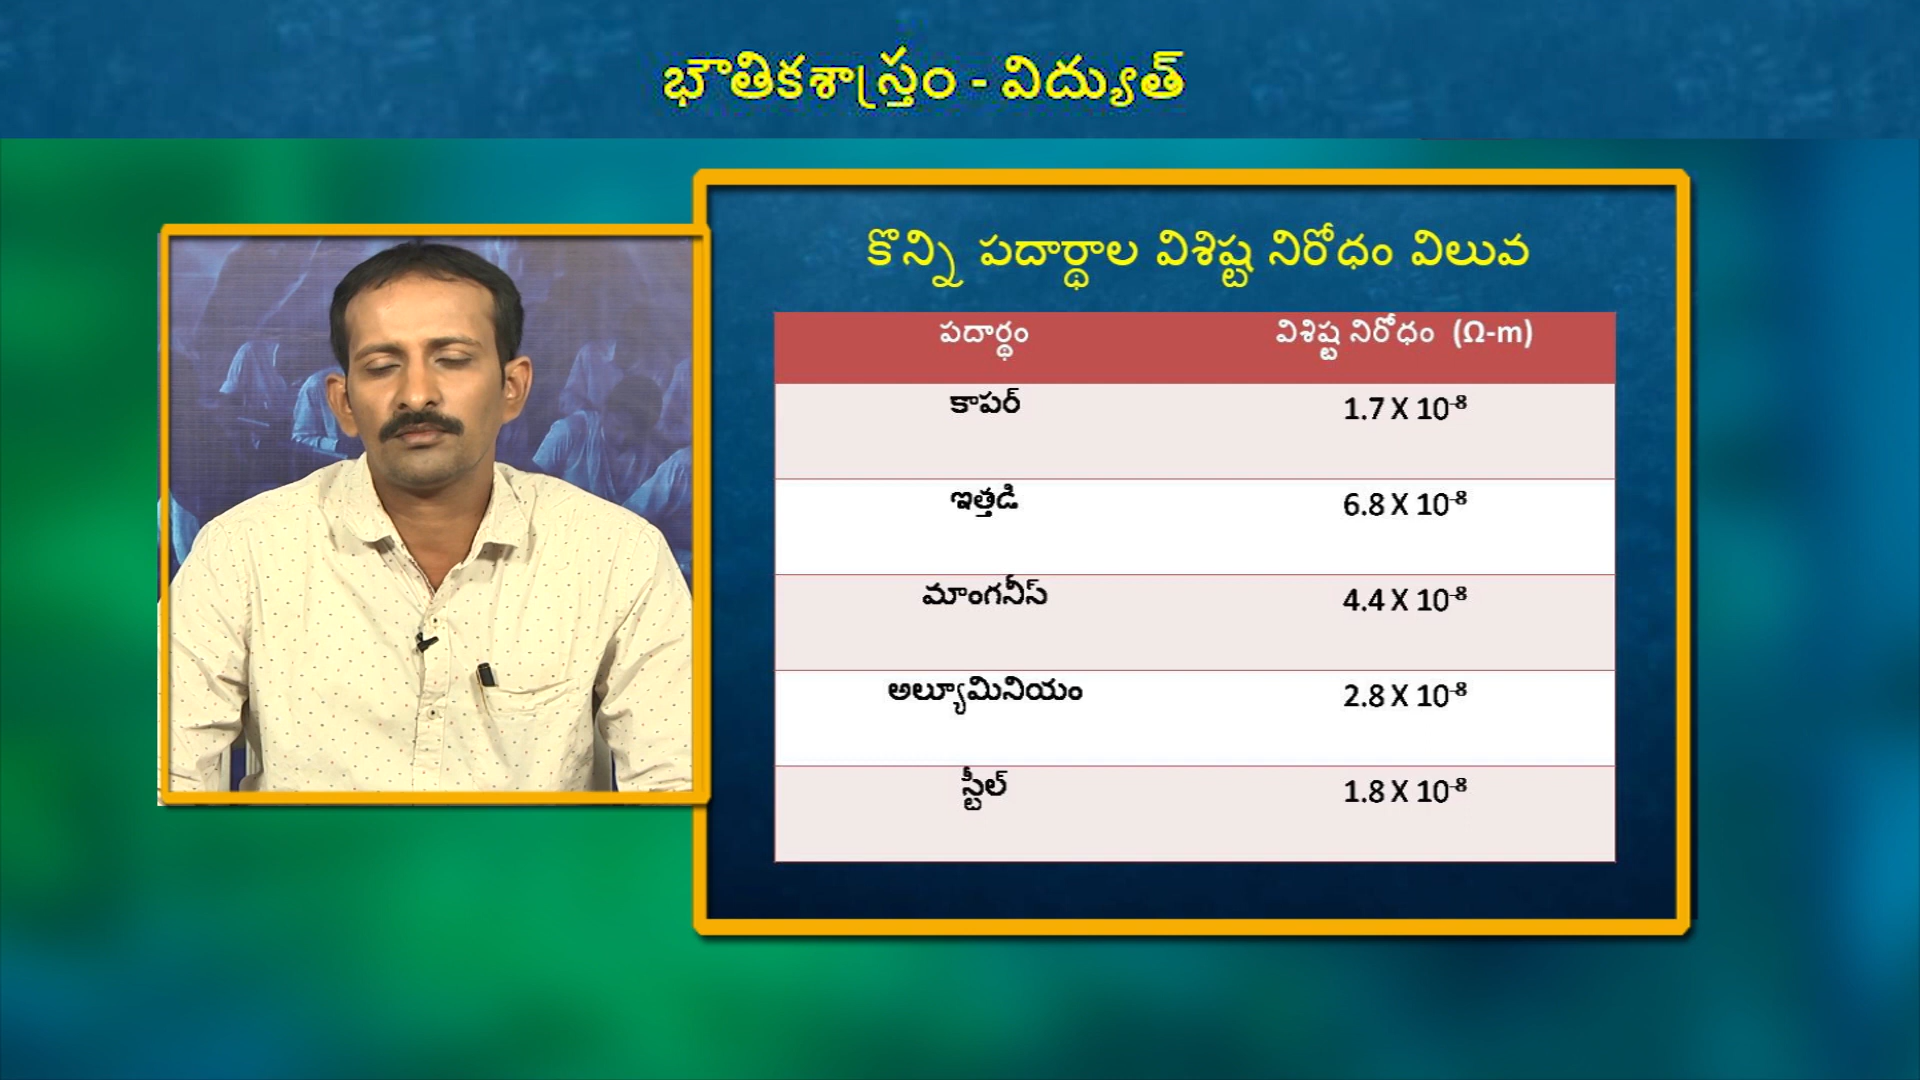 భౌతికశాస్త్రం - విద్యుత్
కొన్ని పదార్థాల విశిష్ట నిరోధం విలువ
పదార్థం విశిష్ట నిరోధం (Ω-m)
కాపర్ 1.7 X 10⁻⁸
ఇత్తడి 6.8 X 10⁻⁸
మాంగనీస్ 4.4 X 10⁻⁸
అల్యూమినియం 2.8 X 10⁻⁸
స్టీల్ 1.8 X 10⁻⁸